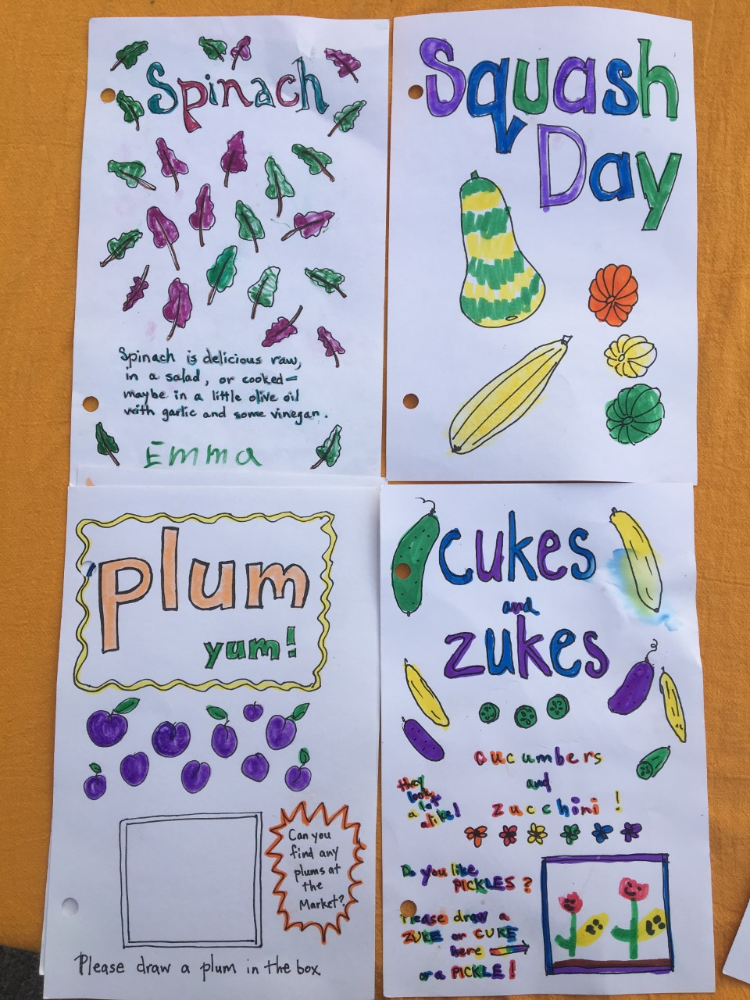 Spinach
Spinach is delicious raw,
in a salad, or cooked-
maybe in a little olive oil
with garlic and some vinegar.
Emma
Squash
Day
plum
yum!
Can you
find any
plums at
the
Market?
Please draw a plum in the box
cukes
and
zukes
cucumbers
and
zucchini!
they
look
a lot
alike!
Do you like
PICKLES?
Please draw a
ZUKE or CUKE
here
or a PICKLE!